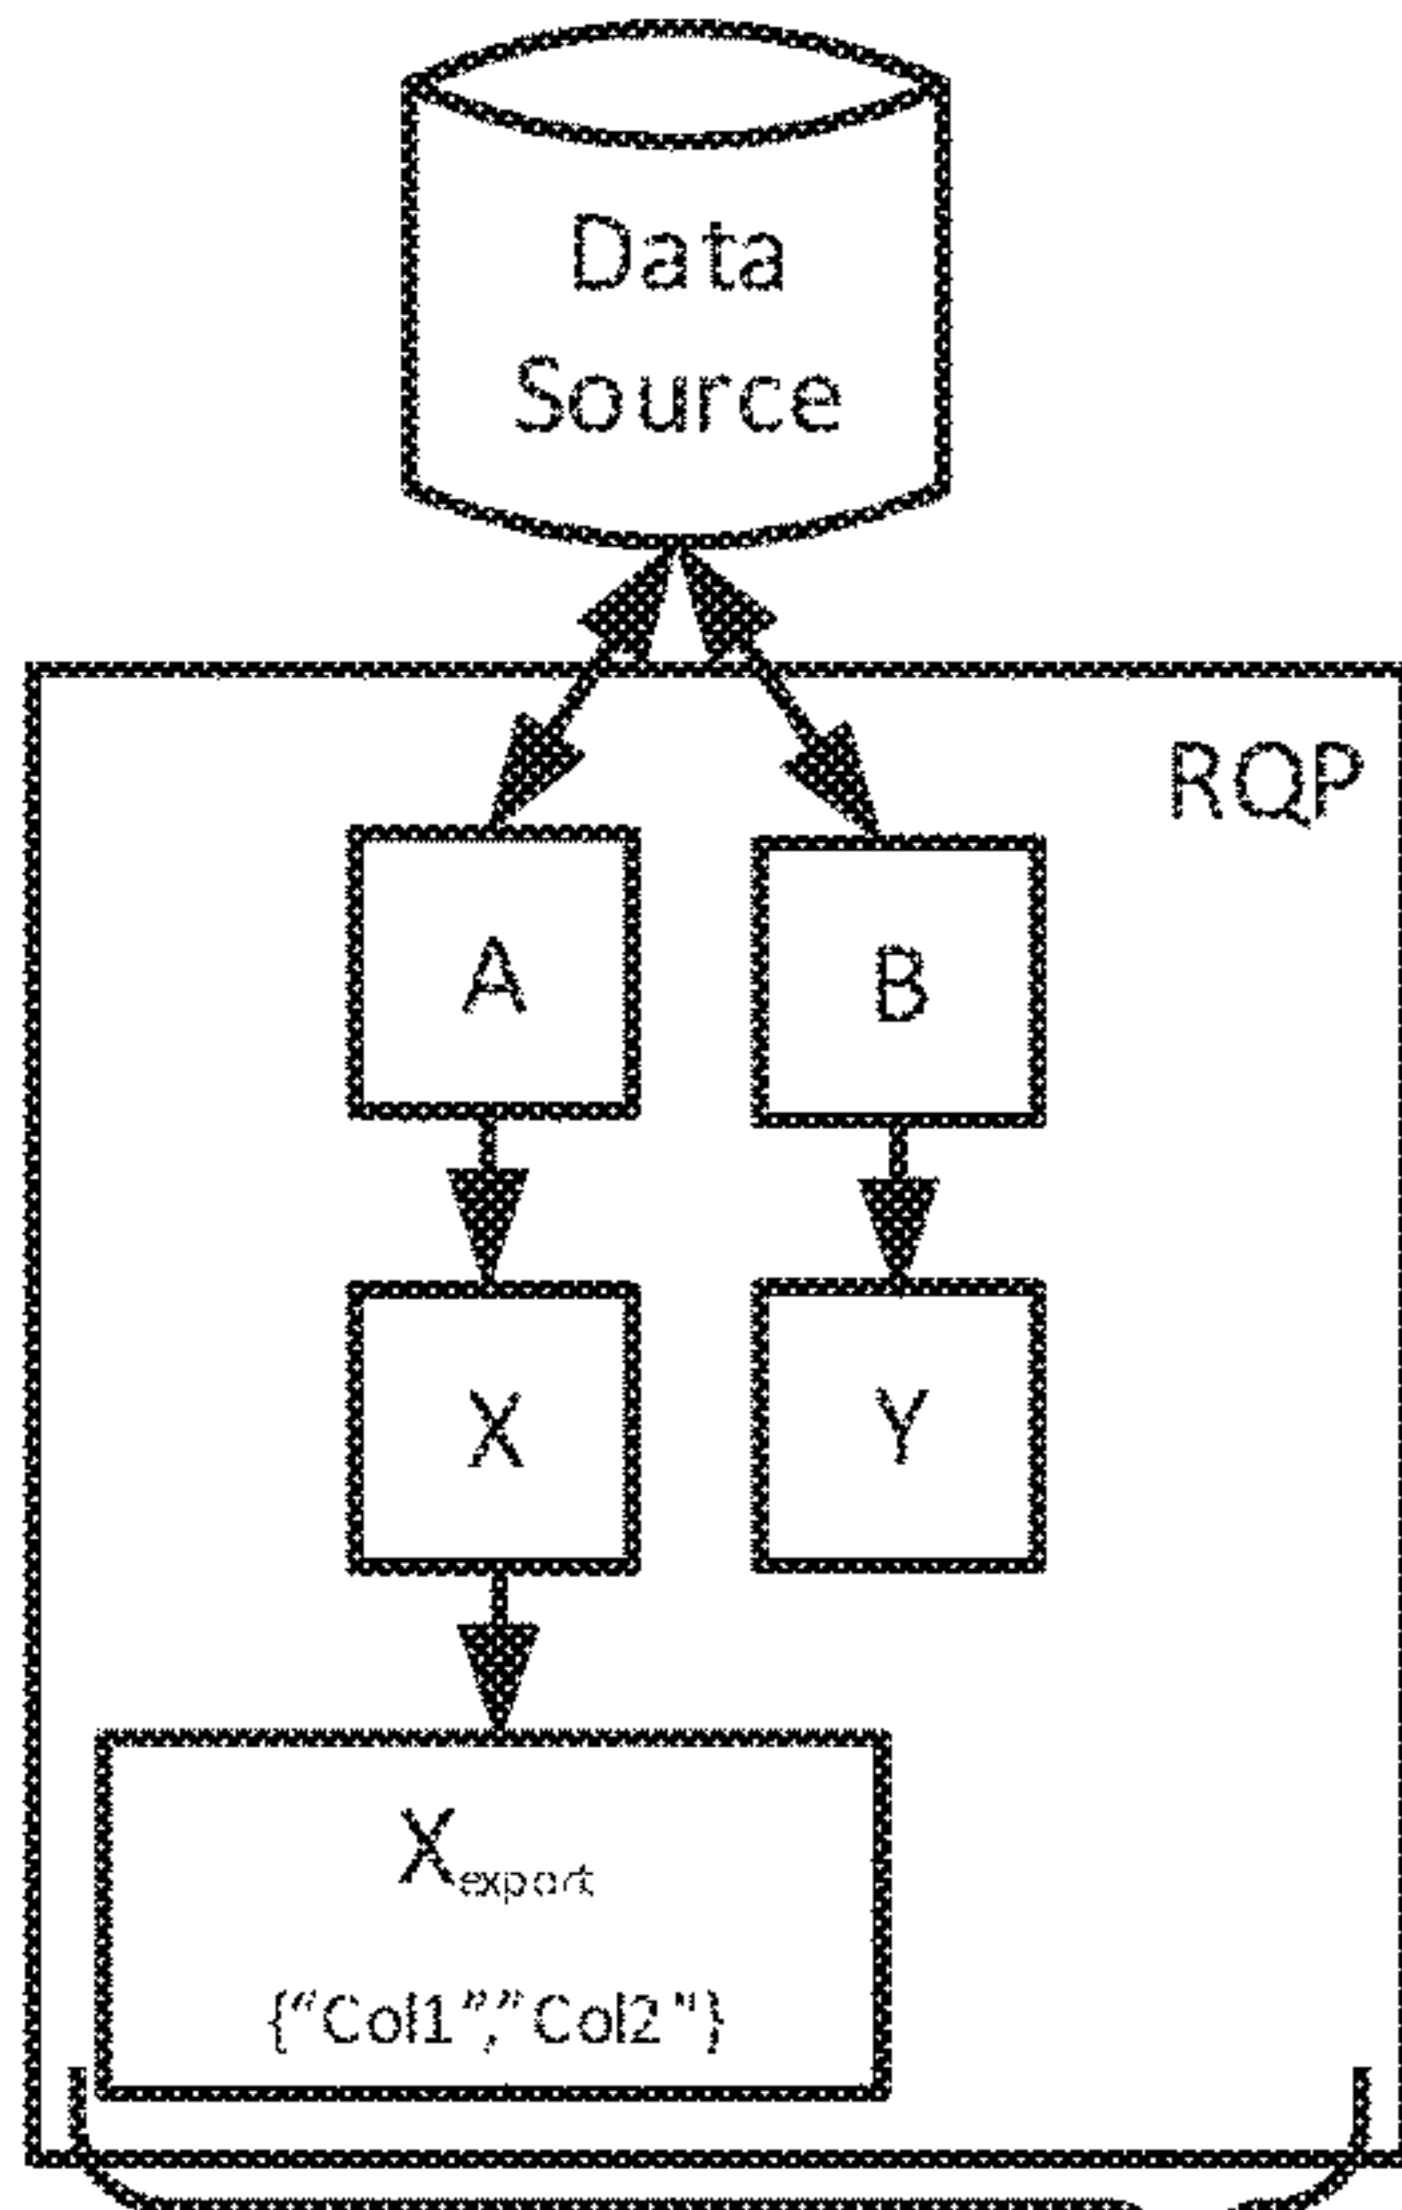 Data
Source
RQP
A
B
X
Y
Xexport
{“Col1”,”Col2"}